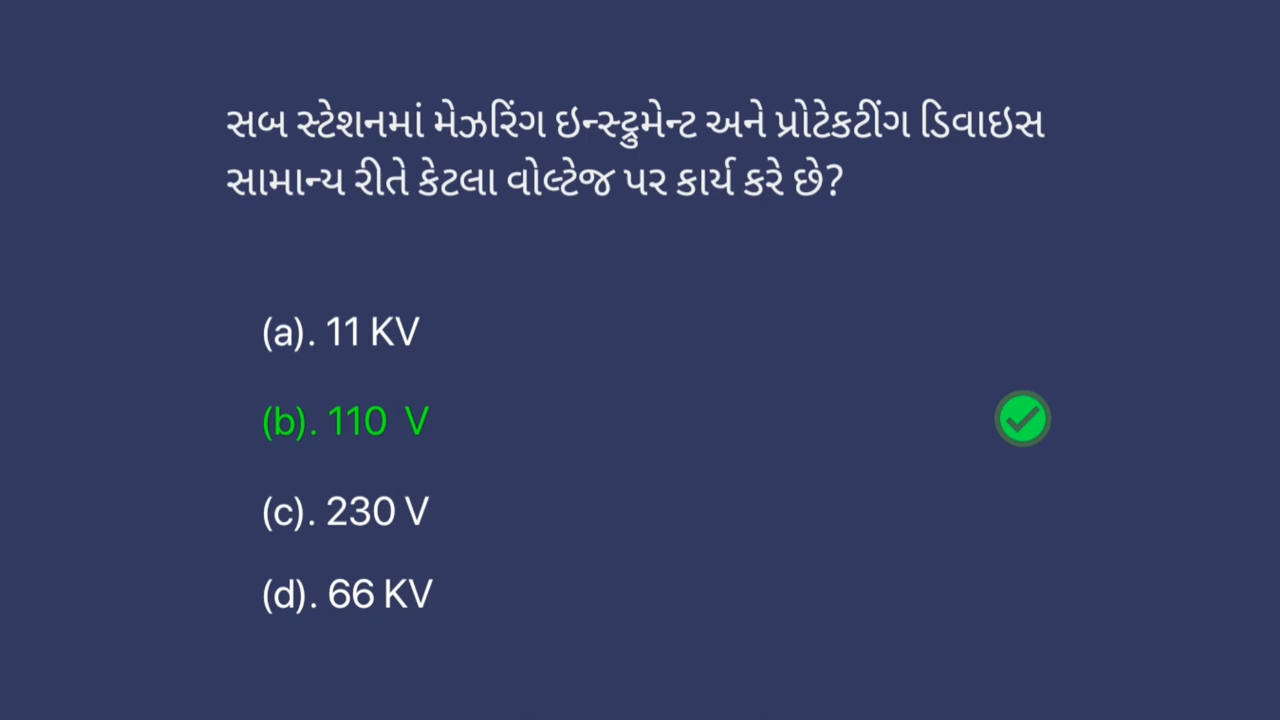 સબ સ્ટેશનમાં મેઝરિંગ ઇન્સ્ટ્રુમેન્ટ અને પ્રોટેકટીંગ ડિવાઇસ
સામાન્ય રીતે કેટલા વોલ્ટેજ પર કાર્ય કરે છે?
(a). 11 KV
(b). 110 V
(c). 230 V
(d). 66 KV